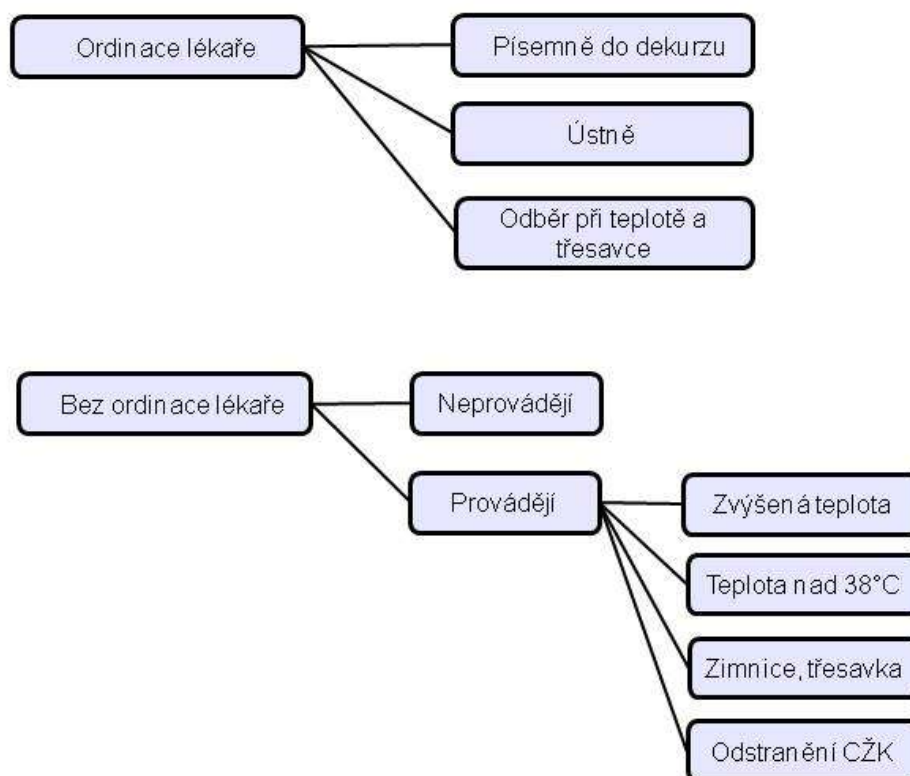 Ordinace lékaře
Písemně do dekurzu
Ústně
Odběr při teplotě a
třesavce
Bez ordinace lékaře
Neprovádějí
Provádějí
Zvýšená teplota
Teplota nad 38°C
Zimnice, třesavka
Odstranění CŽK